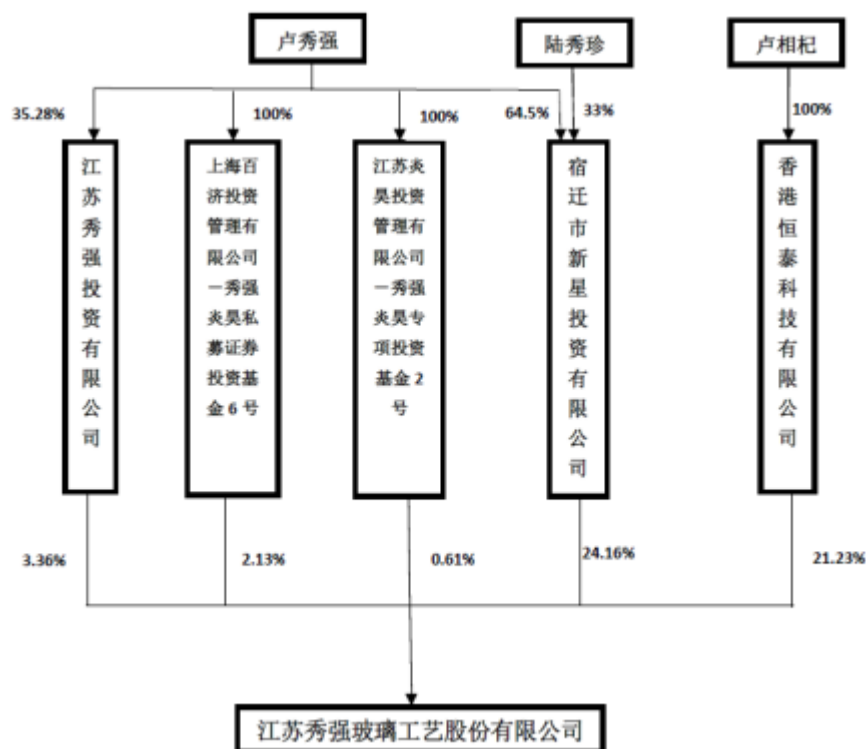 卢秀强
陆秀珍
卢相杞
35.28%
100%
100%
64.5%
33%
100%
江苏秀强投资有限公司
上海百
济投资
管理有
限公司
－秀强
炎昊私
募证券
投资基
金 6 号
江苏炎
昊投资
管理有
限公司
－秀强
炎昊专
项投资
基金 2
号
宿迁市新星投资有限公司
香港恒泰科技有限公司
3.36%
2.13%
0.61%
24.16%
21.23%
江苏秀强玻璃工艺股份有限公司